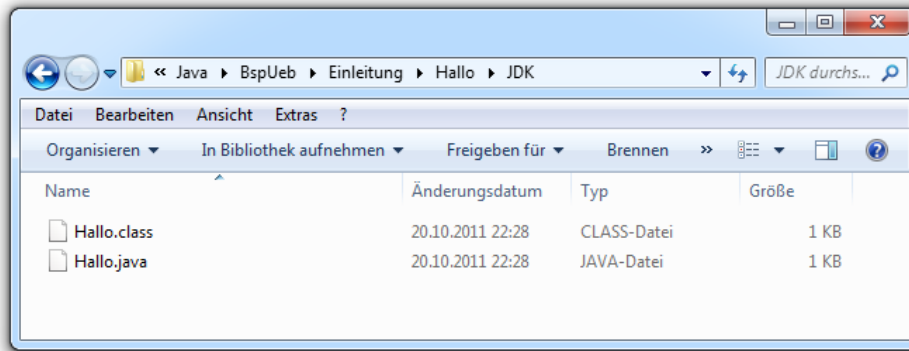 « Java ▸ BspUeb ▸ Einleitung ▸ Hallo ▸ JDK JDK durchs...
Datei Bearbeiten Ansicht Extras ?
Organisieren In Bibliothek aufnehmen Freigeben für Brennen »
Name Änderungsdatum Typ Größe
Hallo.class 20.10.2011 22:28 CLASS-Datei 1 KB
Hallo.java 20.10.2011 22:28 JAVA-Datei 1 KB